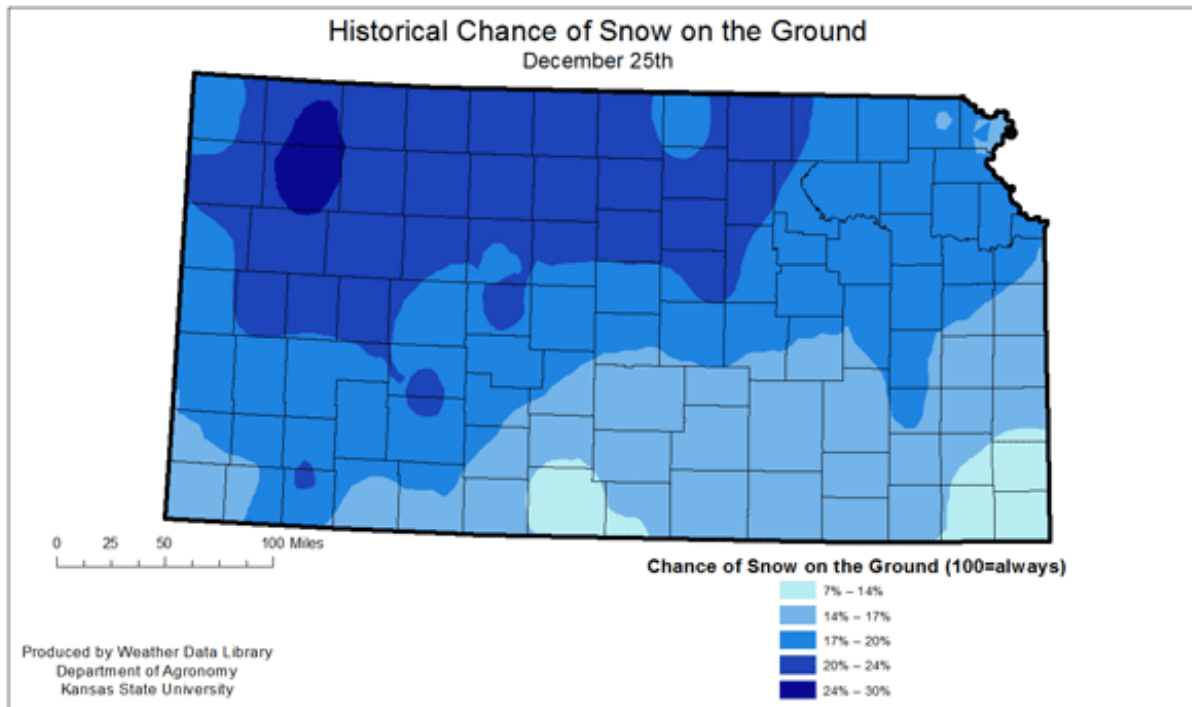 Historical Chance of Snow on the Ground
December 25th
0 25 50 100 Miles
Chance of Snow on the Ground (100=always)
7% – 14%
14% – 17%
17% – 20%
20% – 24%
24% – 30%
Produced by Weather Data Library
Department of Agronomy
Kansas State University